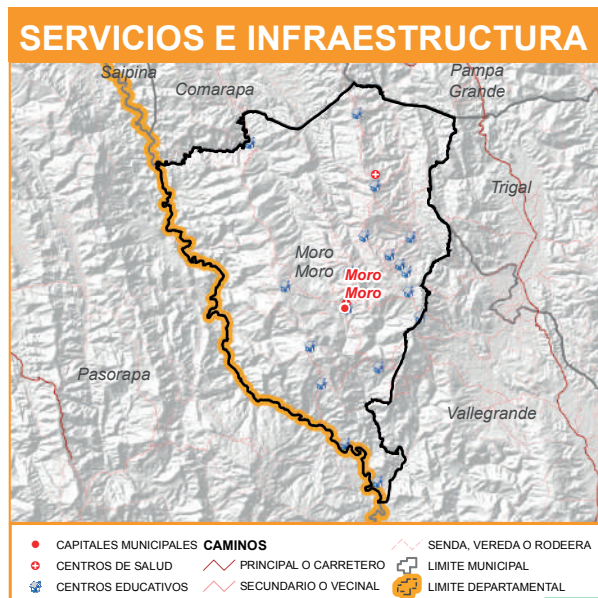 SERVICIOS E INFRAESTRUCTURA
Saipina
Comarapa
Pampa
Grande
Trigal
Moro
Moro
Moro
Moro
Pasorapa
Vallegrande
CAPITALES MUNICIPALES
CENTROS DE SALUD
CENTROS EDUCATIVOS
CAMINOS
PRINCIPAL O CARRETERO
SECUNDARIO O VECINAL
SENDA, VEREDA O RODEERA
LIMITE MUNICIPAL
LIMITE DEPARTAMENTAL